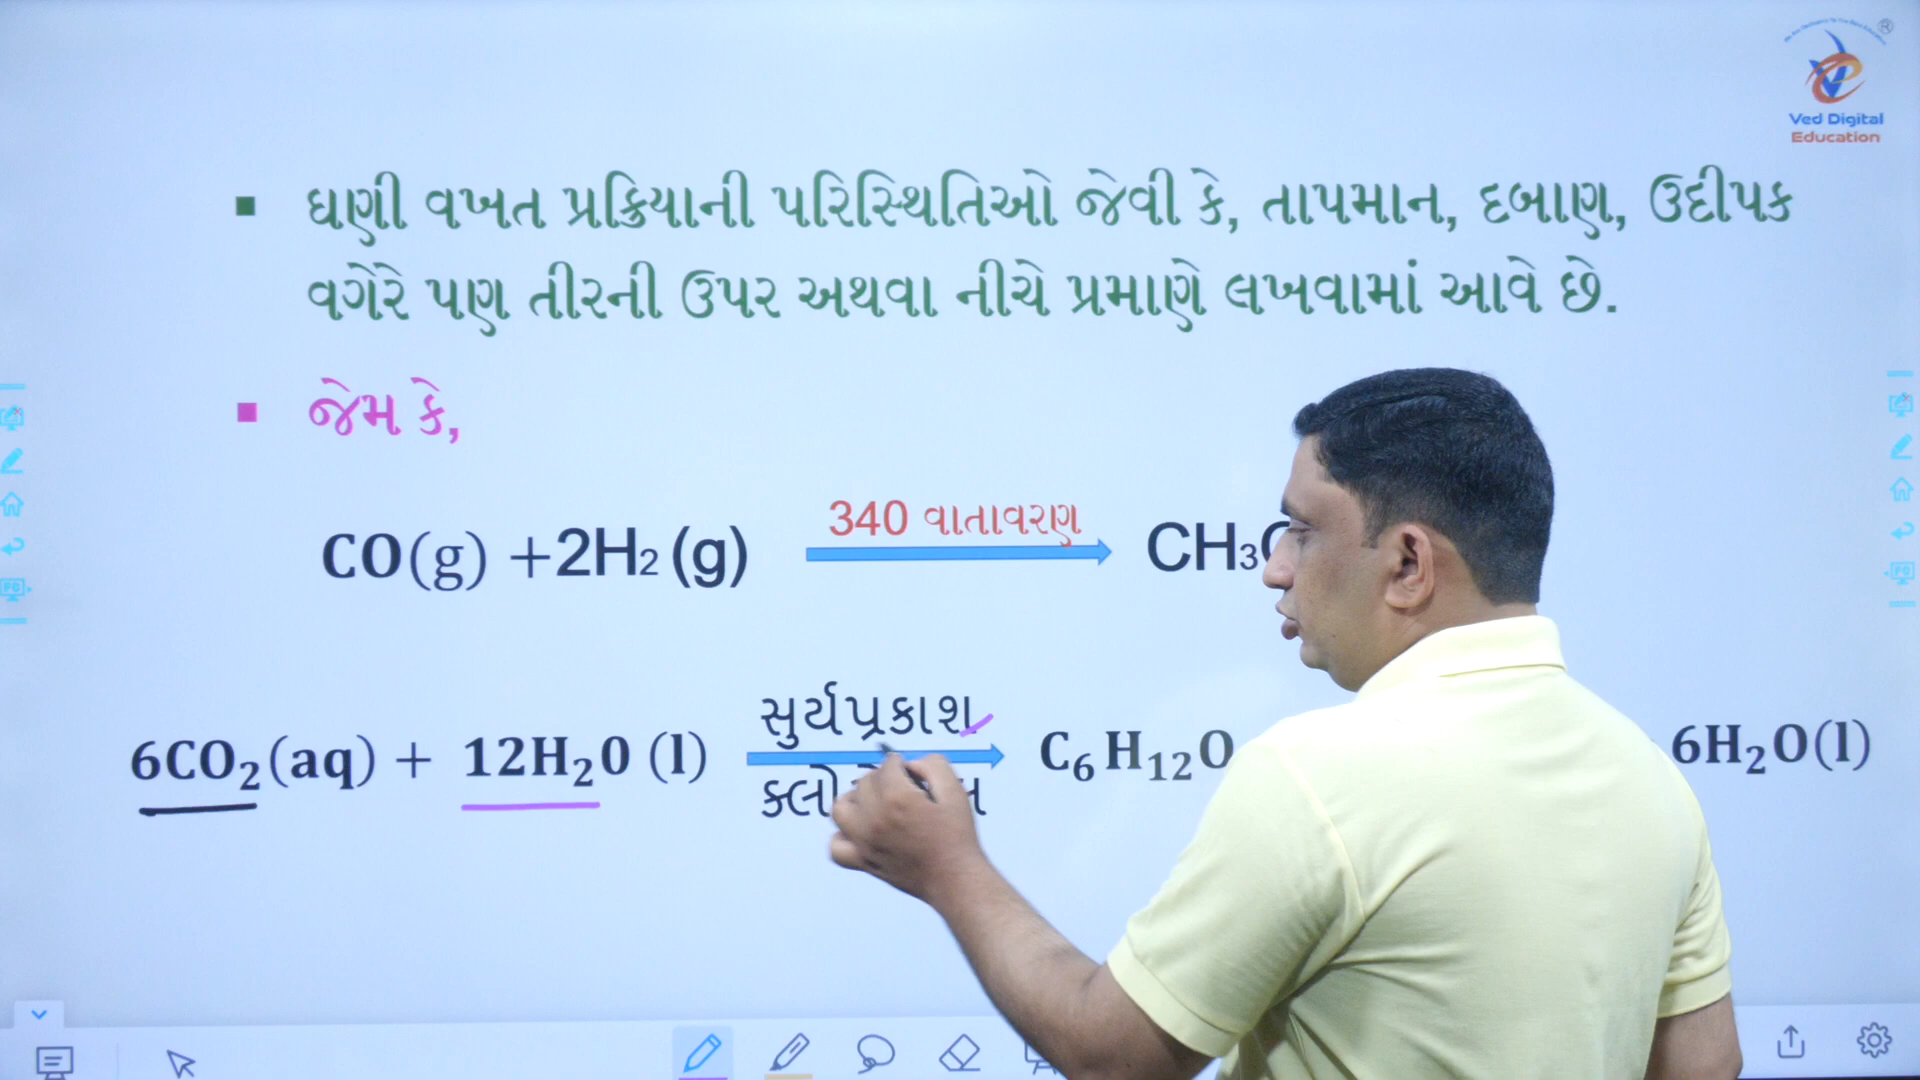 Ved Digital
Education
▪ ઘણી વખત પ્રક્રિયાની પરિસ્થિતિઓ જેવી કે, તાપમાન, દબાણ, ઉદીપક
વગેરે પણ તીરની ઉપર અથવા નીચે પ્રમાણે લખવામાં આવે છે.
▪ જેમ કે,
340 વાતાવરણ
CO(g) +2H₂ (g) CH₃
સુર્યપ્રકાશ
6CO₂(aq) + 12H₂0 (l) C₆H₁₂O 6H₂O(l)